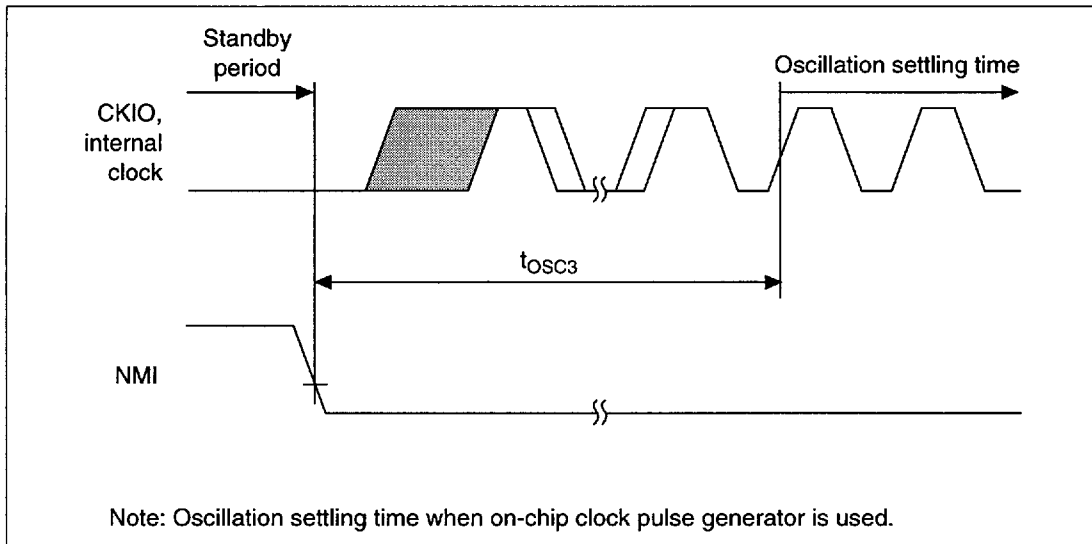 Standby
period
Oscillation settling time
CKIO,
internal
clock
tOSC3
NMI
Note: Oscillation settling time when on-chip clock pulse generator is used.